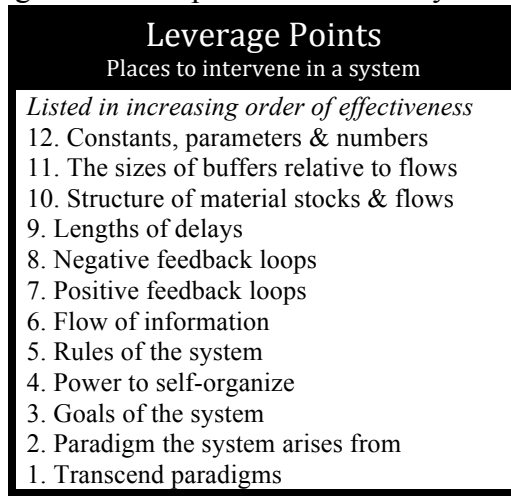 Leverage Points
Places to intervene in a system
Listed in increasing order of effectiveness
12. Constants, parameters & numbers
11. The sizes of buffers relative to flows
10. Structure of material stocks & flows
9. Lengths of delays
8. Negative feedback loops
7. Positive feedback loops
6. Flow of information
5. Rules of the system
4. Power to self-organize
3. Goals of the system
2. Paradigm the system arises from
1. Transcend paradigms